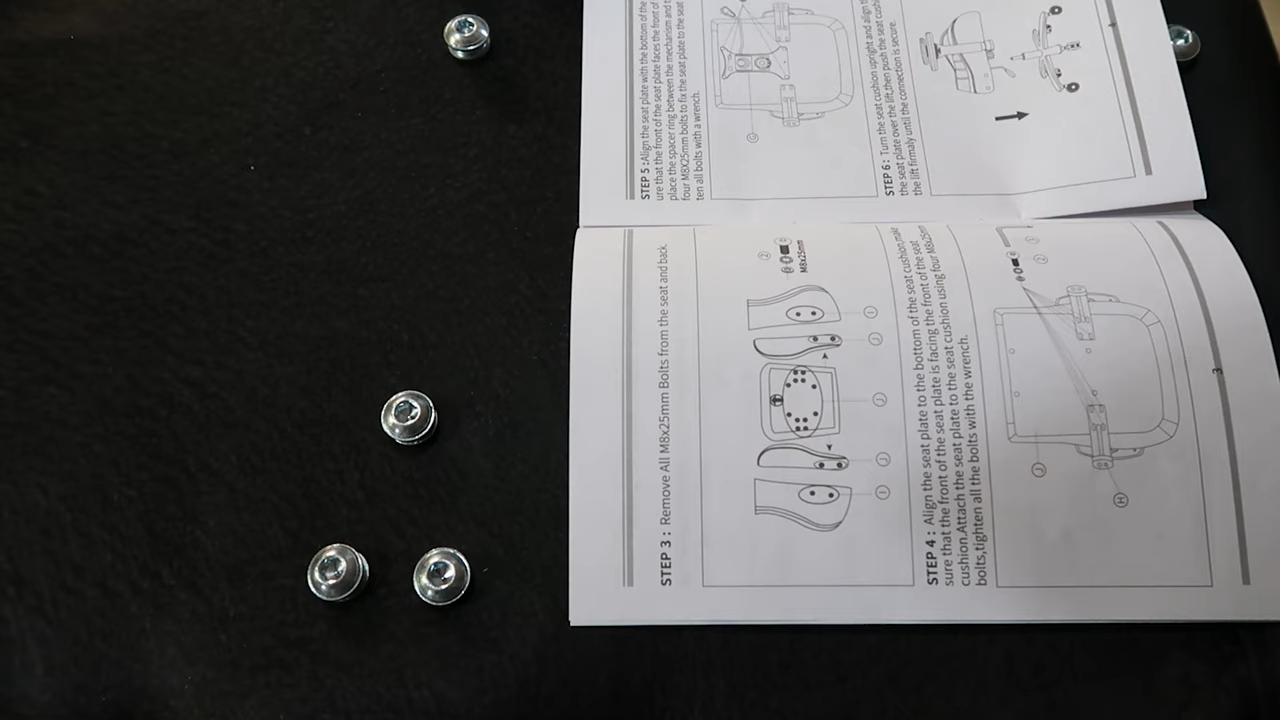 STEP 3 : Remove All M8x25mm Bolts from the seat and back.
2
M8x25mm
I
J
J
J
I
STEP 4 : Align the seat plate to the bottom of the seat cushion,make
sure that the front of the seat plate is facing the front of the seat
cushion.Attach the seat plate to the seat cushion using four M8x25mm
bolts,tighten all the bolts with the wrench.
2
1
J
H
3
STEP 5 :Align the seat plate with the bottom of the
ure that the front of the seat plate faces the front of
place the spacer ring between the mechanism and
four M8X25mm bolts to fix the seat plate to the seat
ten all bolts with a wrench.
G
STEP 6 : Turn the seat cushion upright and align
the seat plate over the lift,then push the seat
the lift firmaly until the connection is secure.